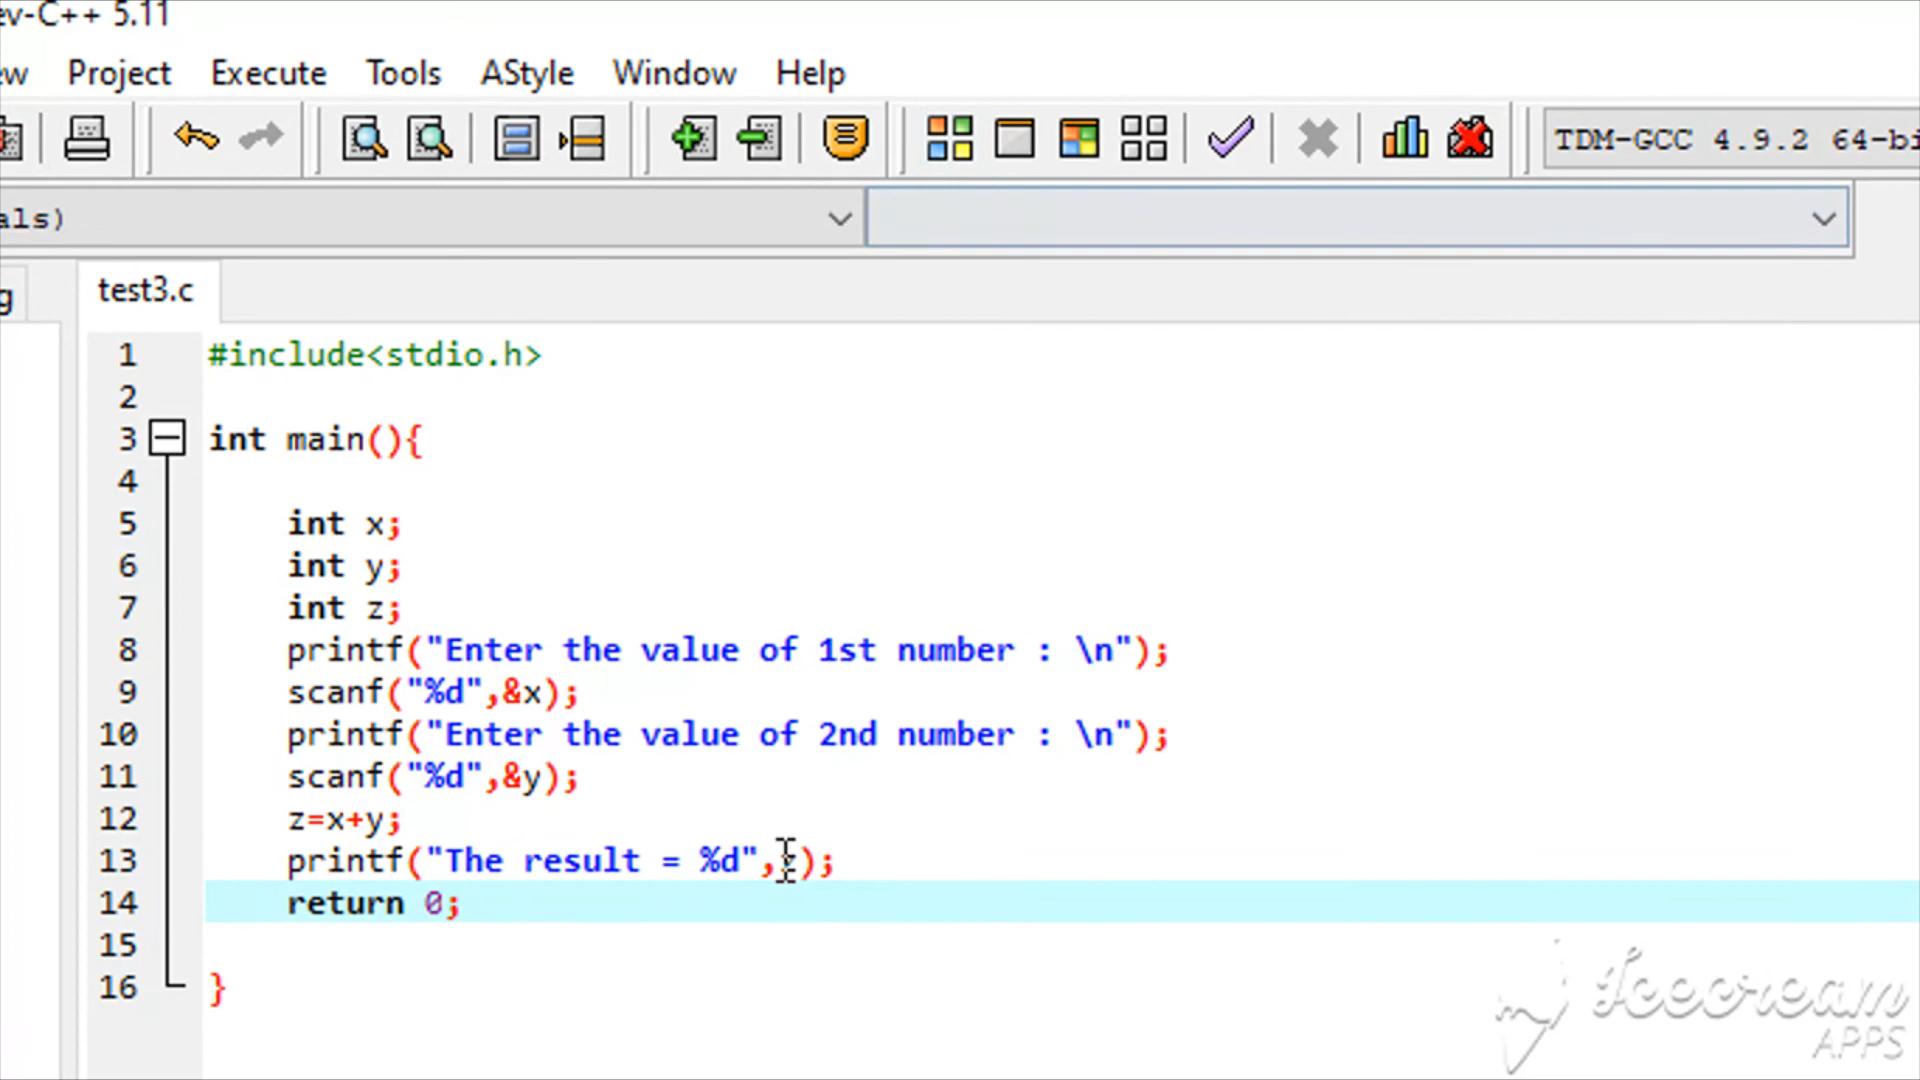 ev-C++ 5.11
ew Project Execute Tools AStyle Window Help
TDM-GCC 4.9.2 64-bi
als)
g test3.c
1 #include<stdio.h>
2
3 int main(){
4
5 int x;
6 int y;
7 int z;
8 printf("Enter the value of 1st number : \n");
9 scanf("%d",&x);
10 printf("Enter the value of 2nd number : \n");
11 scanf("%d",&y);
12 z=x+y;
13 printf("The result = %d",z);
14 return 0;
15
16 }
Icecream
APPS